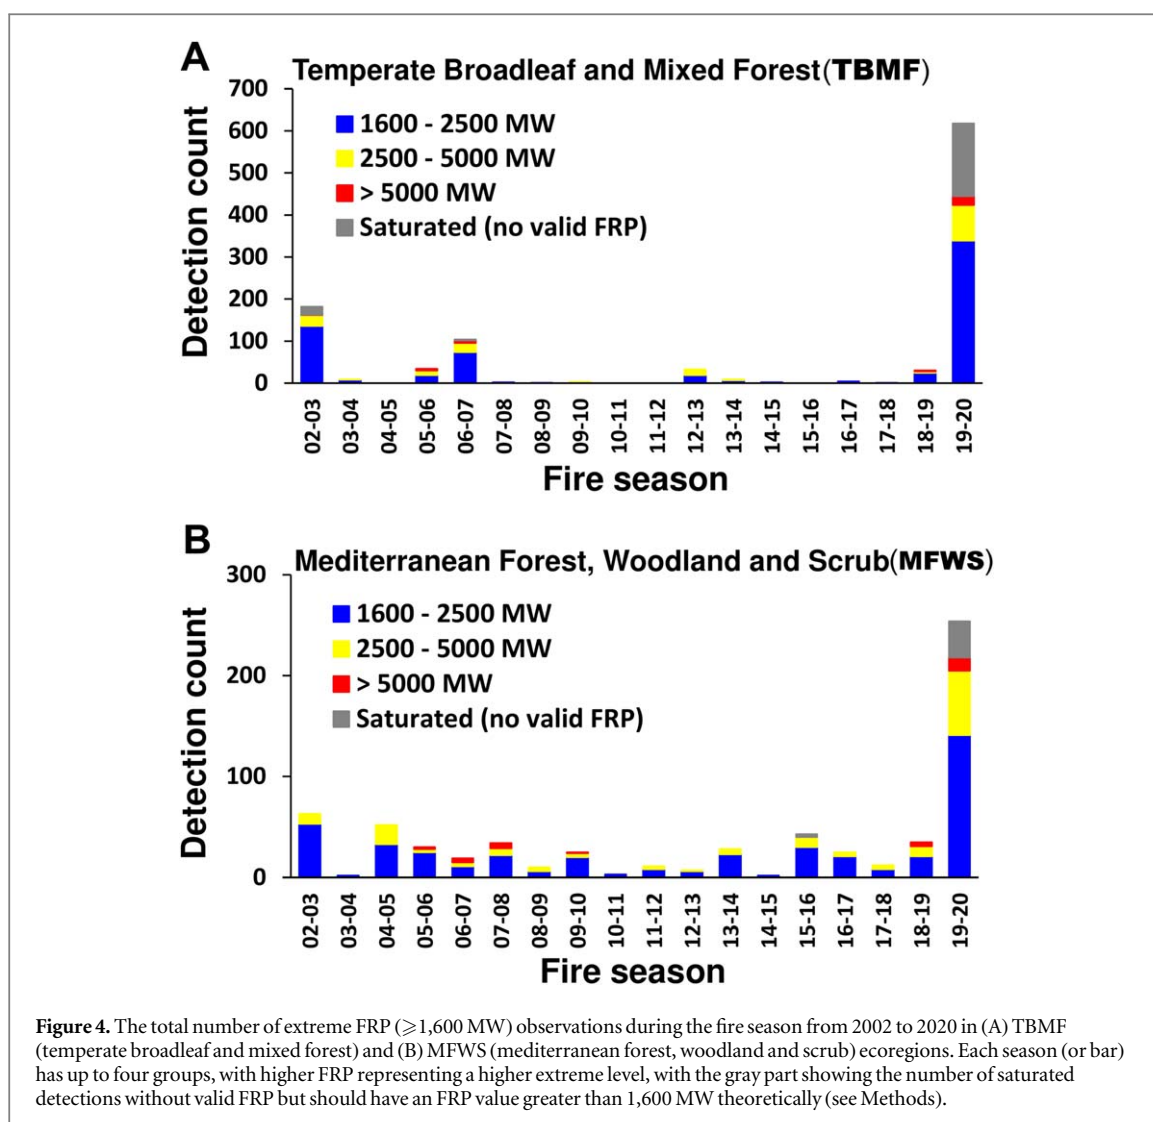 A
Temperate Broadleaf and Mixed Forest(TBMF)
Detection count
700
600
500
400
300
200
100
0
1600 - 2500 MW
2500 - 5000 MW
> 5000 MW
Saturated (no valid FRP)
02-03
03-04
04-05
05-06
06-07
07-08
08-09
09-10
10-11
11-12
12-13
13-14
14-15
15-16
16-17
17-18
18-19
19-20
Fire season
B
Mediterranean Forest, Woodland and Scrub(MFWS)
Detection count
300
200
100
0
1600 - 2500 MW
2500 - 5000 MW
> 5000 MW
Saturated (no valid FRP)
02-03
03-04
04-05
05-06
06-07
07-08
08-09
09-10
10-11
11-12
12-13
13-14
14-15
15-16
16-17
17-18
18-19
19-20
Fire season
Figure 4. The total number of extreme FRP (⩾1,600 MW) observations during the fire season from 2002 to 2020 in (A) TBMF
(temperate broadleaf and mixed forest) and (B) MFWS (mediterranean forest, woodland and scrub) ecoregions. Each season (or bar)
has up to four groups, with higher FRP representing a higher extreme level, with the gray part showing the number of saturated
detections without valid FRP but should have an FRP value greater than 1,600 MW theoretically (see Methods).